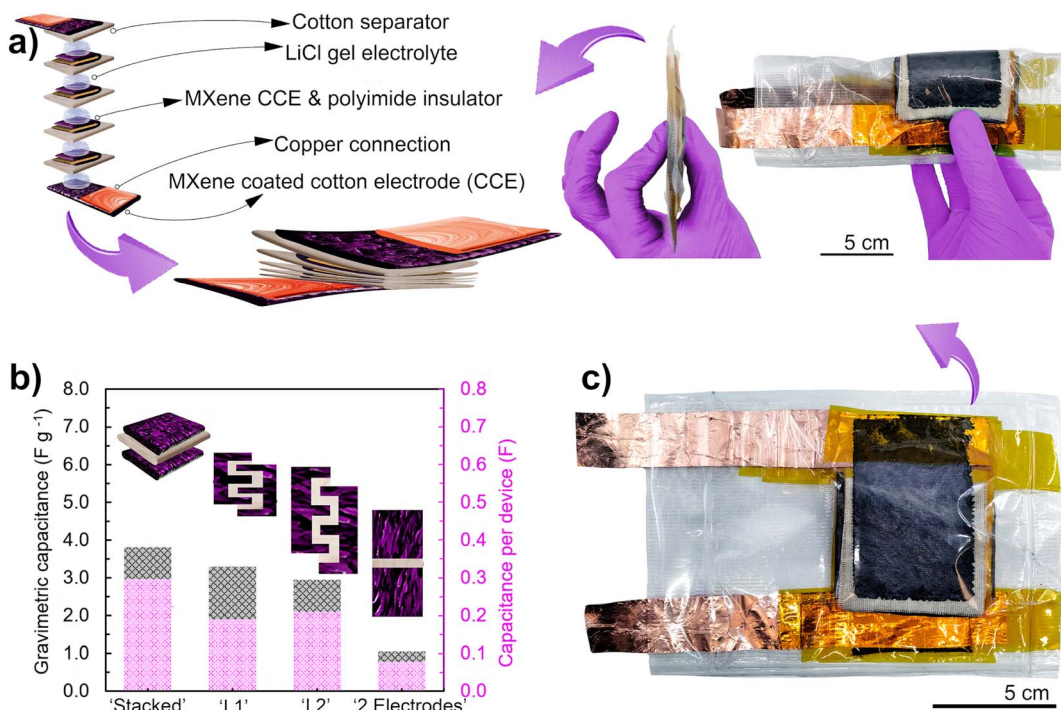 a)
Cotton separator
LiCl gel electrolyte
MXene CCE & polyimide insulator
Copper connection
MXene coated cotton electrode (CCE)
5 cm
b)
8.0
7.0
6.0
5.0
4.0
3.0
2.0
1.0
0.0
Gravimetric capacitance (F g⁻¹)
0.8
0.7
0.6
0.5
0.4
0.3
0.2
0.1
0.0
Capacitance per device (F)
'Stacked'
'L1'
'L2'
'2 Electrodes'
c)
5 cm